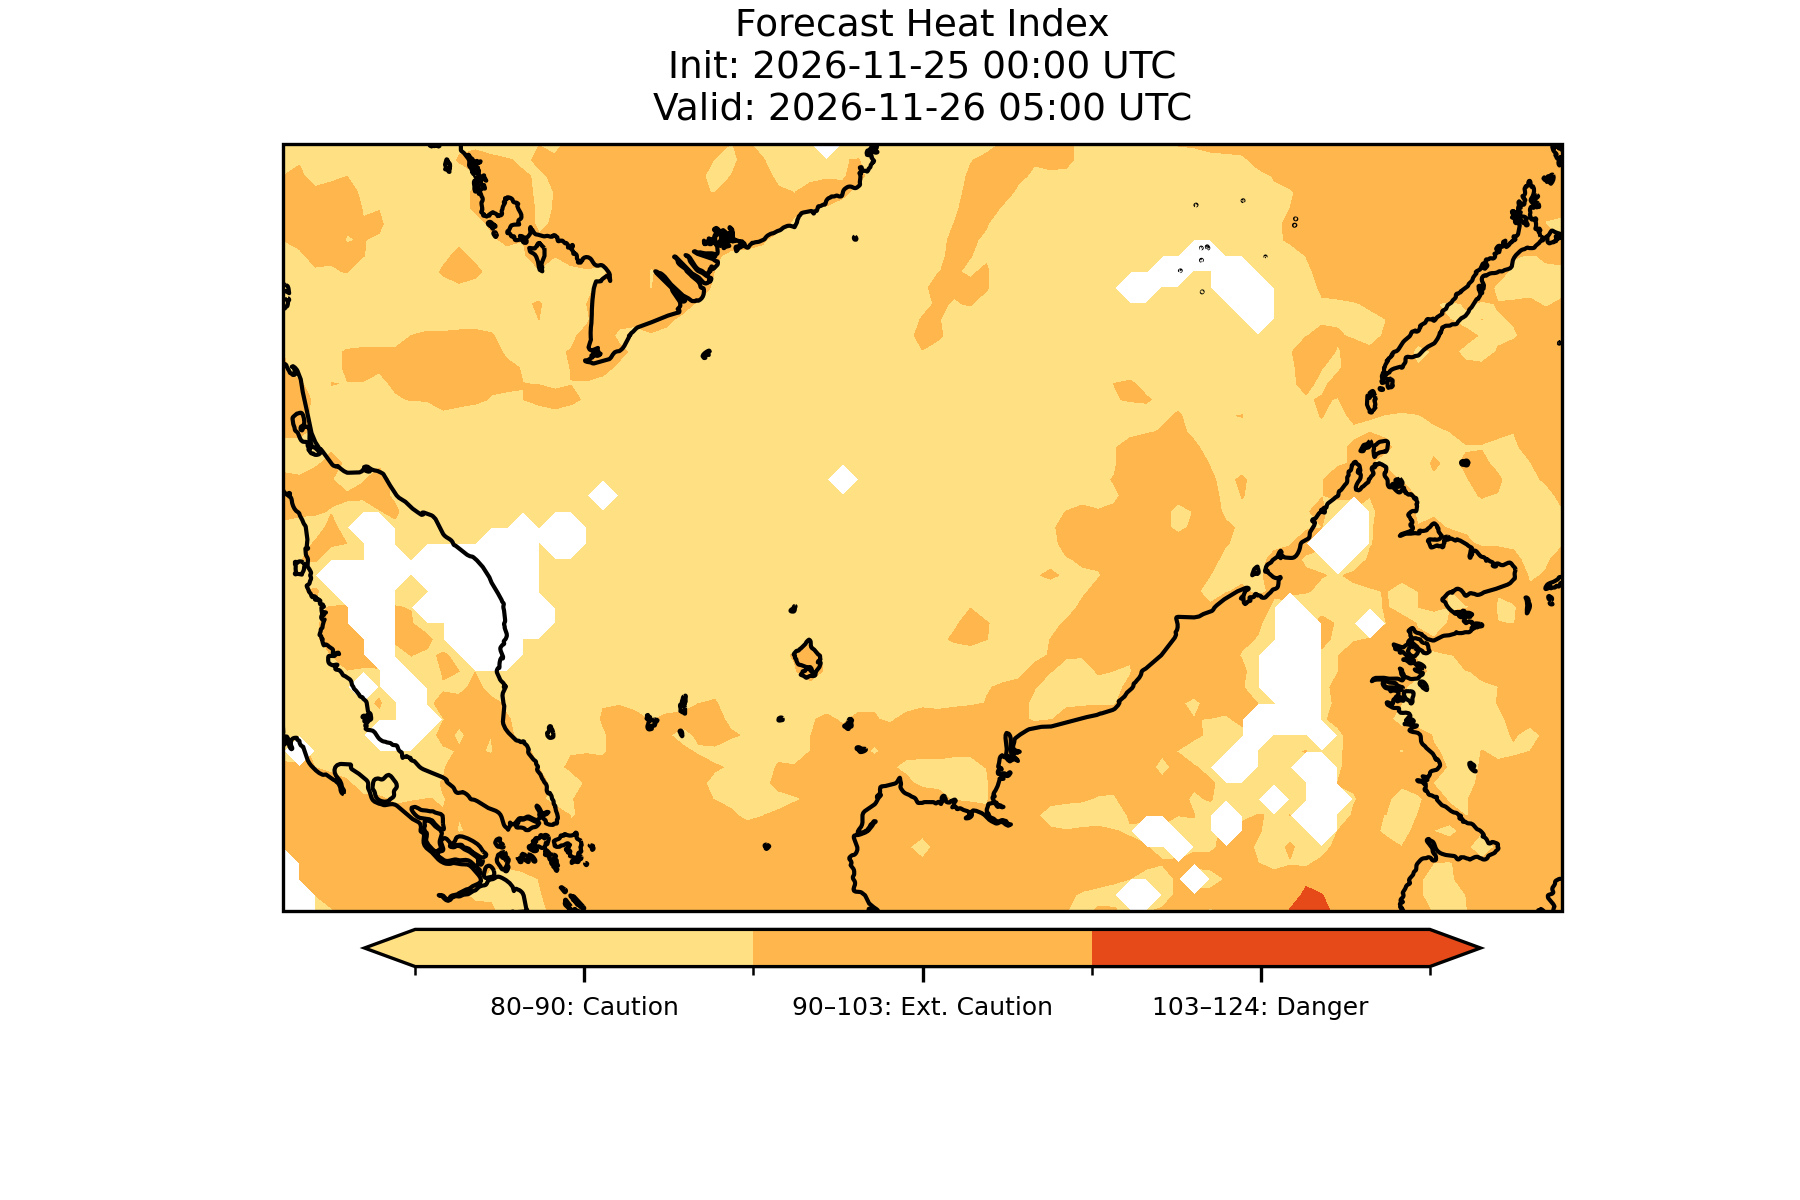 Forecast Heat Index
Init: 2026-11-25 00:00 UTC
Valid: 2026-11-26 05:00 UTC
80–90: Caution
90–103: Ext. Caution
103–124: Danger